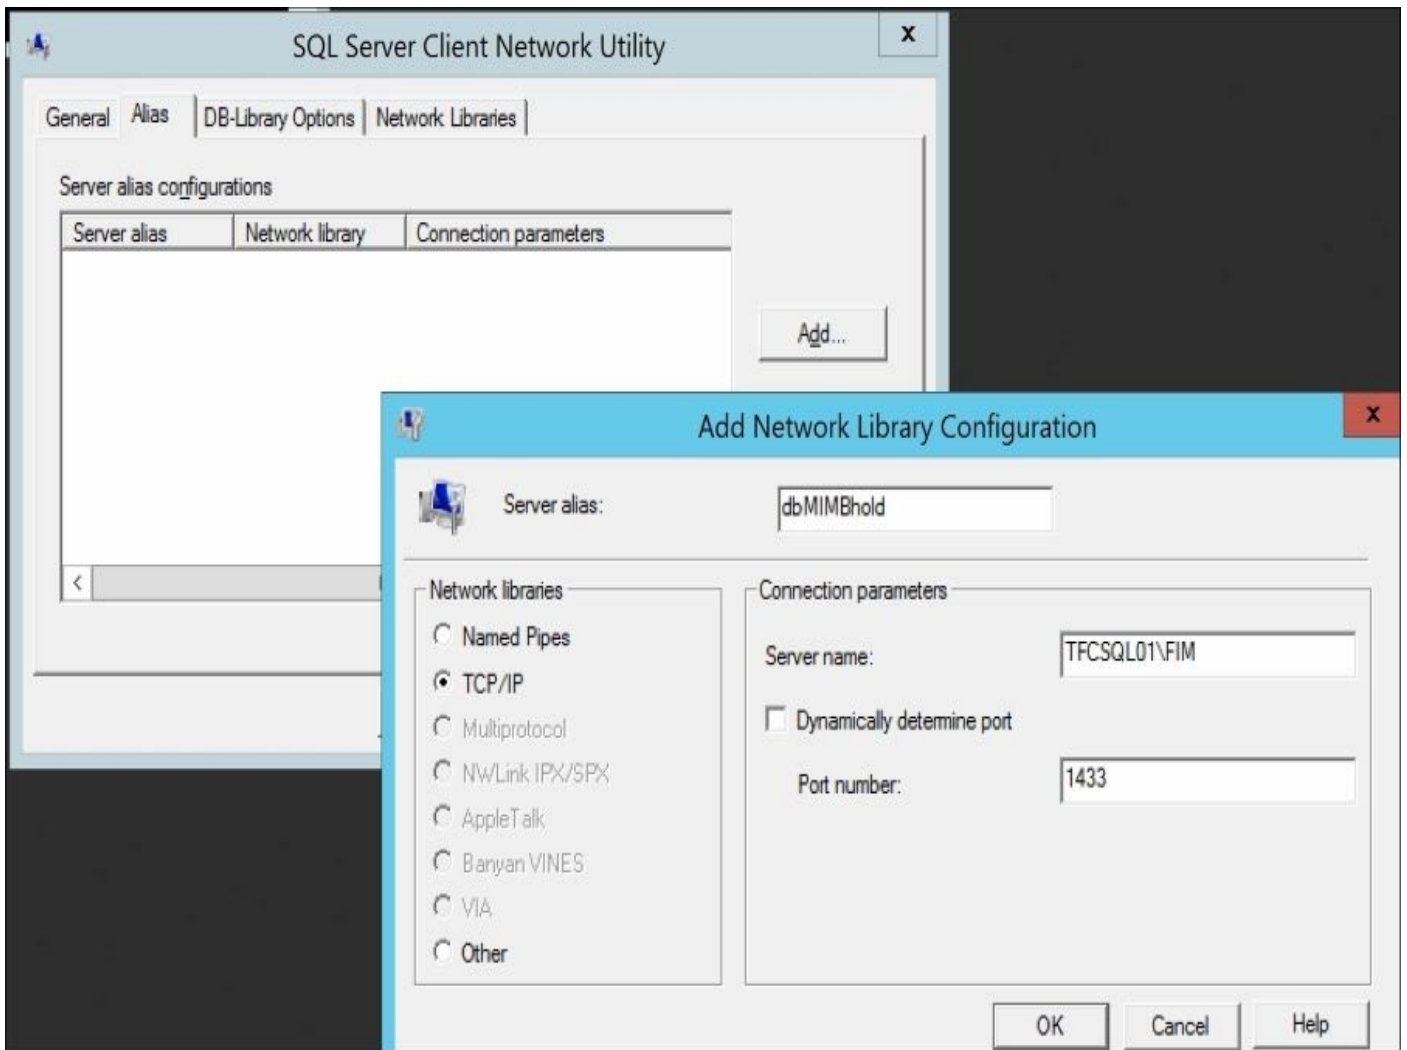 SQL Server Client Network Utility
x
General Alias DB-Library Options Network Libraries
Server alias configurations
Server alias Network library Connection parameters
Add...
Add Network Library Configuration
x
Server alias: dbMIMBhold
Network libraries
Named Pipes
TCP/IP
Multiprotocol
NWLink IPX/SPX
AppleTalk
Banyan VINES
VIA
Other
Connection parameters
Server name: TFCSQL01\FIM
Dynamically determine port
Port number: 1433
OK Cancel Help